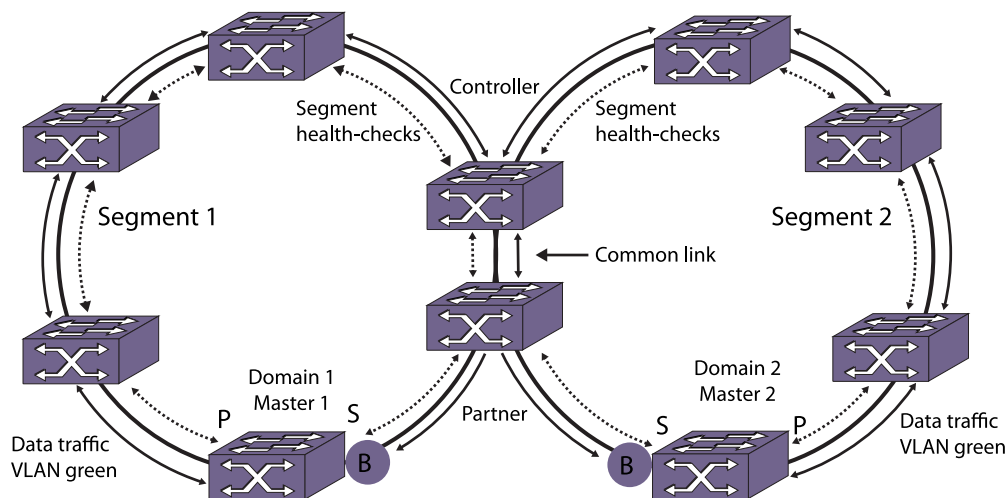 Controller
Segment
health-checks
Segment
health-checks
Segment 1
Segment 2
Common link
Domain 1
Master 1
Domain 2
Master 2
P
S
Partner
S
P
Data traffic
VLAN green
B
B
Data traffic
VLAN green